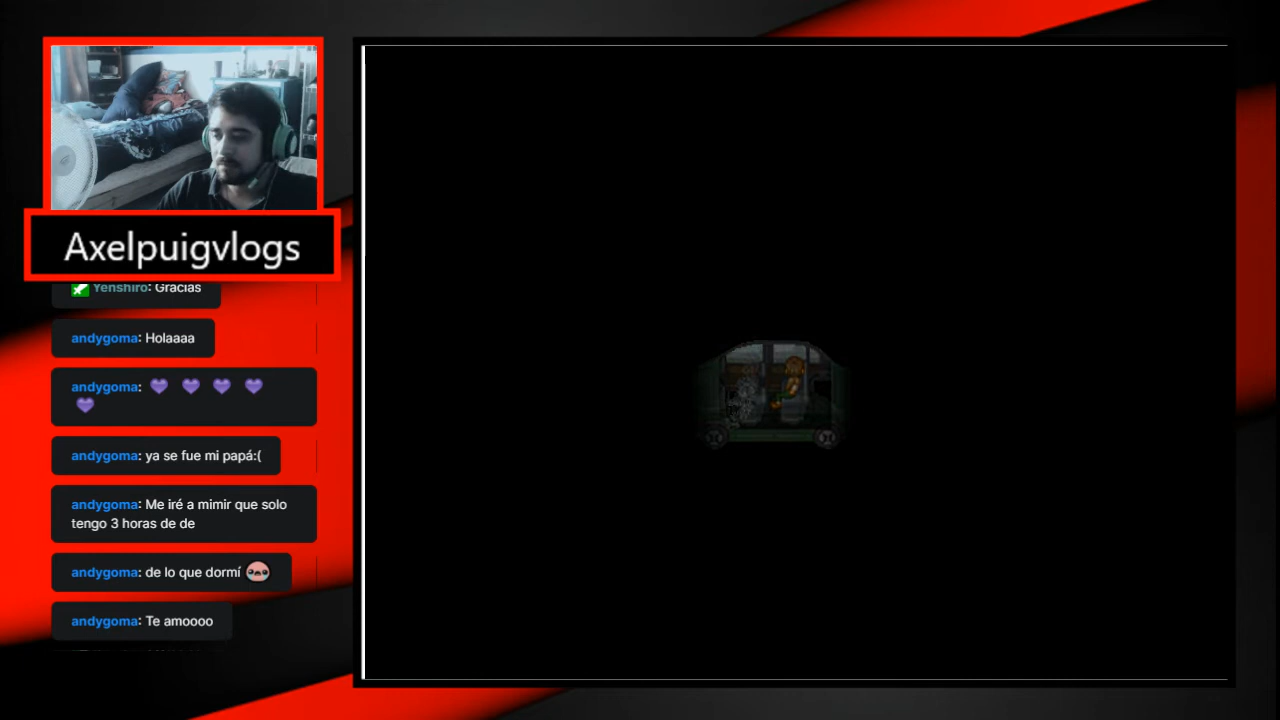 Axelpuigvlogs
Yenshiro: Gracias
andygoma: Holaaaa
andygoma: 💜 💜 💜 💜
💜
andygoma: ya se fue mi papá:(
andygoma: Me iré a mimir que solo
tengo 3 horas de de
andygoma: de lo que dormí
andygoma: Te amoooo